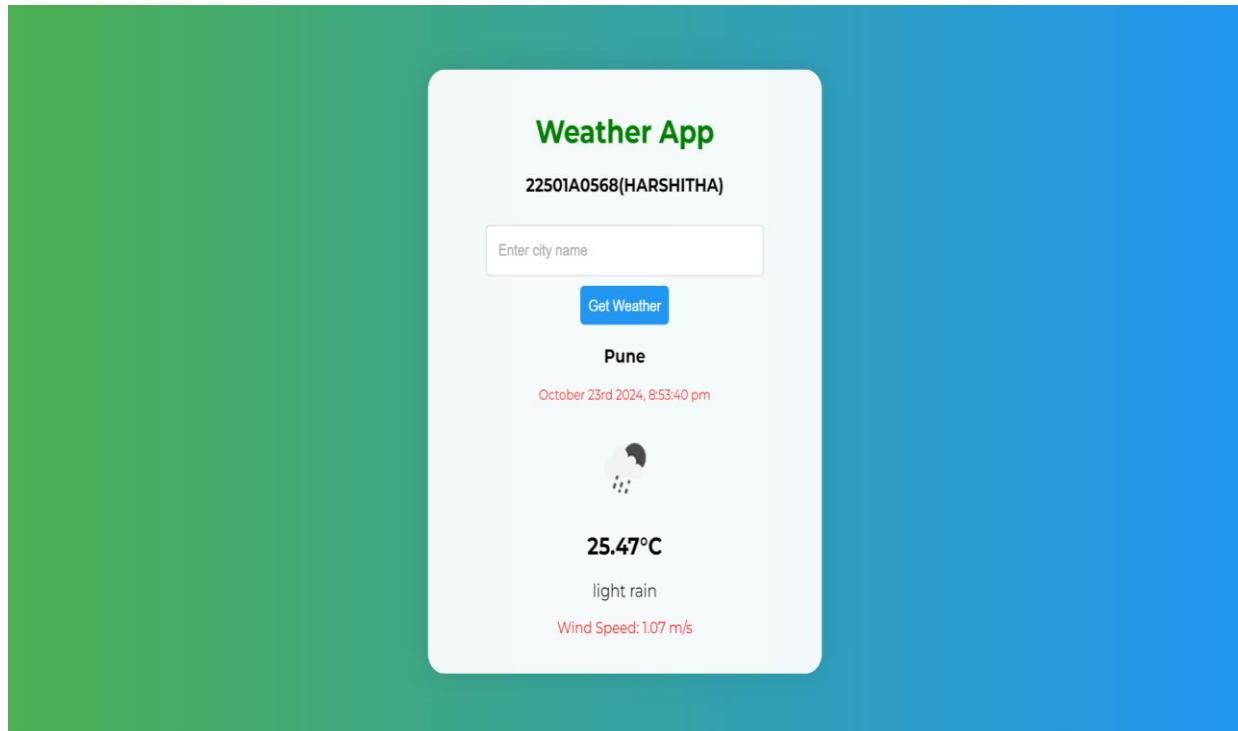 Weather App
22501A0568(HARSHITHA)
Enter city name
Get Weather
Pune
October 23rd 2024, 8:53:40 pm
25.47°C
light rain
Wind Speed: 1.07 m/s